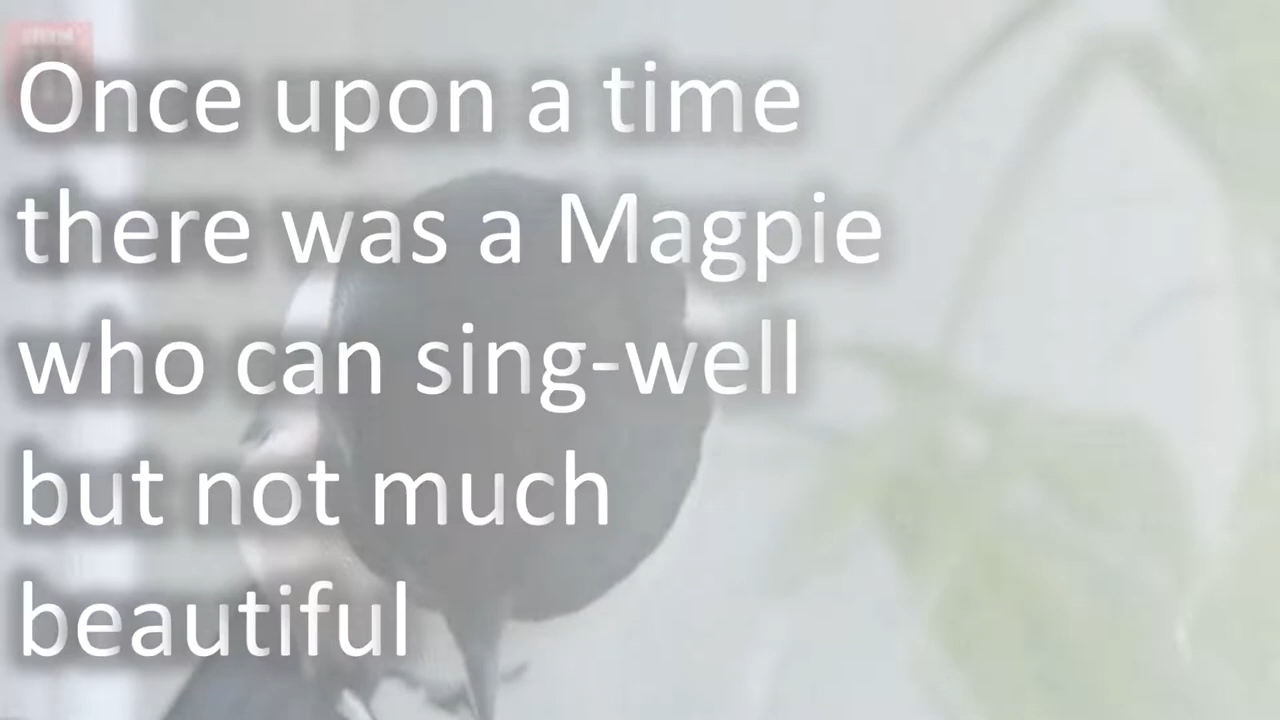 Once upon a time
there was a Magpie
who can sing-well
but not much
beautiful